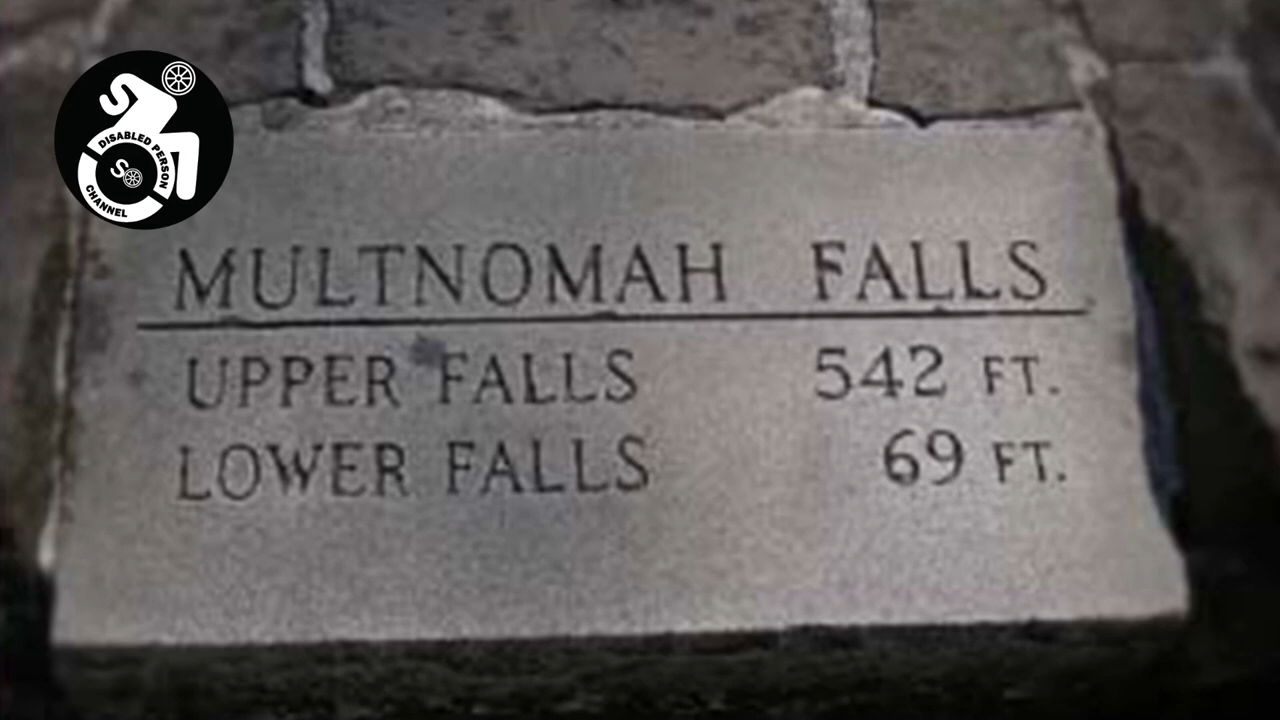 DISABLED PERSON
CHANNEL
MULTNOMAH FALLS
UPPER FALLS 542 FT.
LOWER FALLS 69 FT.